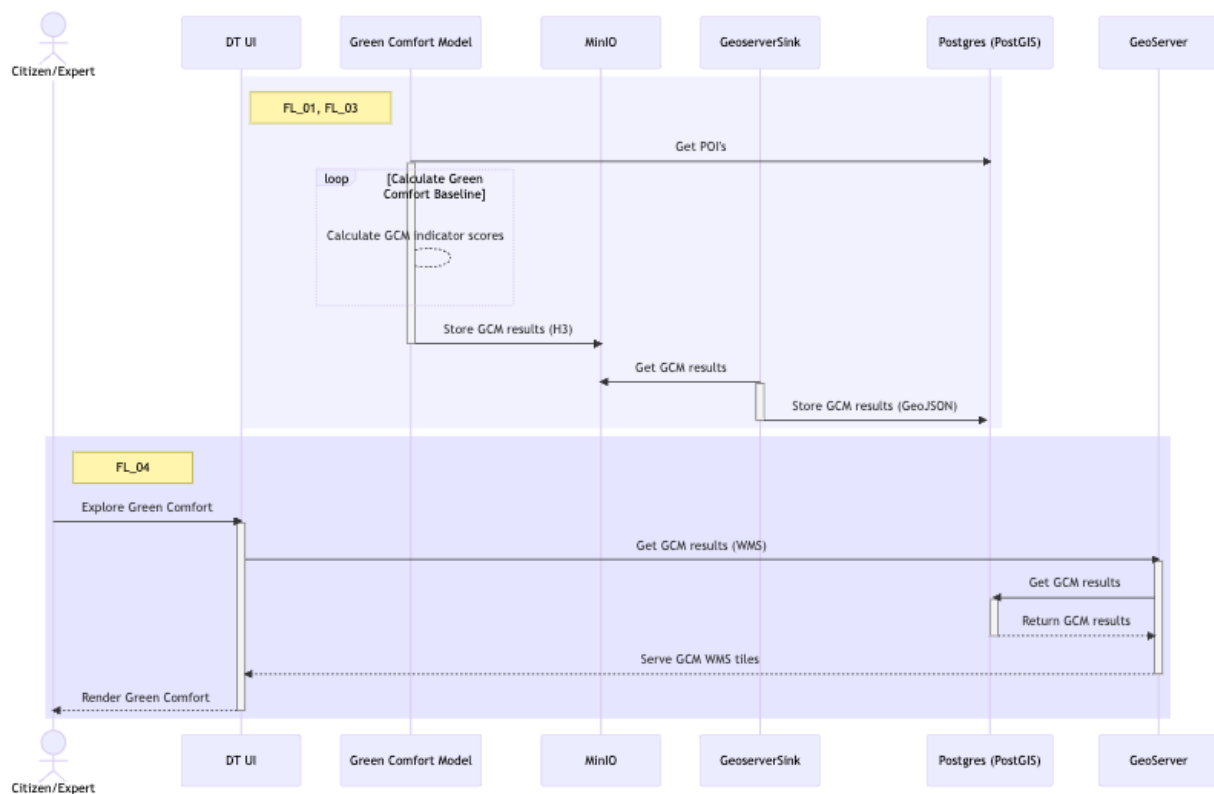 DT UI
Green Comfort Model
MinIO
GeoserverSink
Postgres (PostGIS)
GeoServer
Citizen/Expert
FL_01, FL_03
Get POI's
loop
[Calculate Green
Comfort Baseline]
Calculate GCM indicator scores
Store GCM results (H3)
Get GCM results
Store GCM results (GeoJSON)
FL_04
Explore Green Comfort
Get GCM results (WMS)
Get GCM results
Return GCM results
Serve GCM WMS tiles
Render Green Comfort
DT UI
Green Comfort Model
MinIO
GeoserverSink
Postgres (PostGIS)
GeoServer
Citizen/Expert